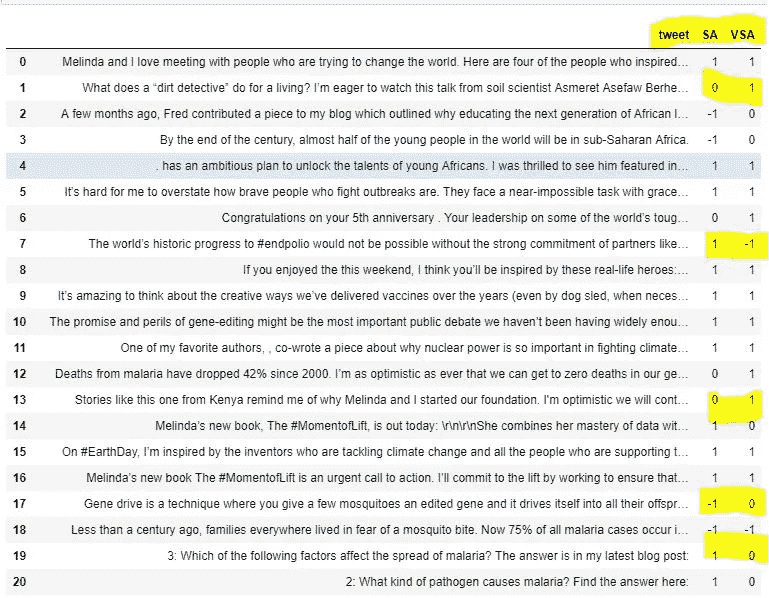 tweet SA VSA
0 Melinda and I love meeting with people who are trying to change the world. Here are four of the people who inspired... 1 1
1 What does a “dirt detective” do for a living? I’m eager to watch this talk from soil scientist Asmeret Asefaw Berhe... 0 1
2 A few months ago, Fred contributed a piece to my blog which outlined why educating the next generation of African l... -1 0
3 By the end of the century, almost half of the young people in the world will be in sub-Saharan Africa. -1 0
4 . has an ambitious plan to unlock the talents of young Africans. I was thrilled to see him featured in... 1 1
5 It’s hard for me to overstate how brave people who fight outbreaks are. They face a near-impossible task with grace... 1 1
6 Congratulations on your 5th anniversary . Your leadership on some of the world’s toug... 0 1
7 The world’s historic progress to #endpolio would not be possible without the strong commitment of partners like... 1 -1
8 If you enjoyed the this weekend, I think you’ll be inspired by these real-life heroes:... 1 1
9 It’s amazing to think about the creative ways we’ve delivered vaccines over the years (even by dog sled, when neces... 1 1
10 The promise and perils of gene-editing might be the most important public debate we haven’t been having widely enou... 1 1
11 One of my favorite authors, , co-wrote a piece about why nuclear power is so important in fighting climate... 1 1
12 Deaths from malaria have dropped 42% since 2000. I’m as optimistic as ever that we can get to zero deaths in our ge... 0 1
13 Stories like this one from Kenya remind me of why Melinda and I started our foundation. I'm optimistic we will cont... 0 1
14 Melinda’s new book, The #MomentofLift, is out today: \r\n\r\nShe combines her mastery of data wit... 1 0
15 On #EarthDay, I’m inspired by the inventors who are tackling climate change and all the people who are supporting t... 1 1
16 Melinda’s new book The #MomentofLift is an urgent call to action. I’ll commit to the lift by working to ensure that... 1 1
17 Gene drive is a technique where you give a few mosquitoes an edited gene and it drives itself into all their offspr... -1 0
18 Less than a century ago, families everywhere lived in fear of a mosquito bite. Now 75% of all malaria cases occur i... -1 -1
19 3: Which of the following factors affect the spread of malaria? The answer is in my latest blog post: 1 0
20 2: What kind of pathogen causes malaria? Find the answer here: 1 0